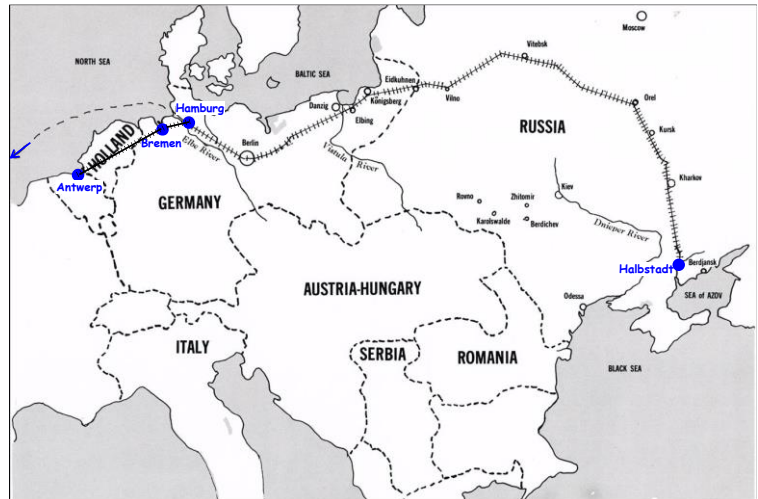 Moscow
NORTH SEA
BALTIC SEA
Vitebsk
Eidkuhnen
Vilno
Königsberg
Danzig
Elbing
Orel
Hamburg
RUSSIA
Kursk
Bremen
HOLLAND
Elbe River
Berlin
Vistula River
Antwerp
GERMANY
Kharkov
Rovno
Zhitomir
Kiev
Karolswalde
Berdichev
Dnieper River
Halbstadt
Berdjansk
AUSTRIA-HUNGARY
SEA of AZOV
Odessa
ITALY
SERBIA
ROMANIA
BLACK SEA